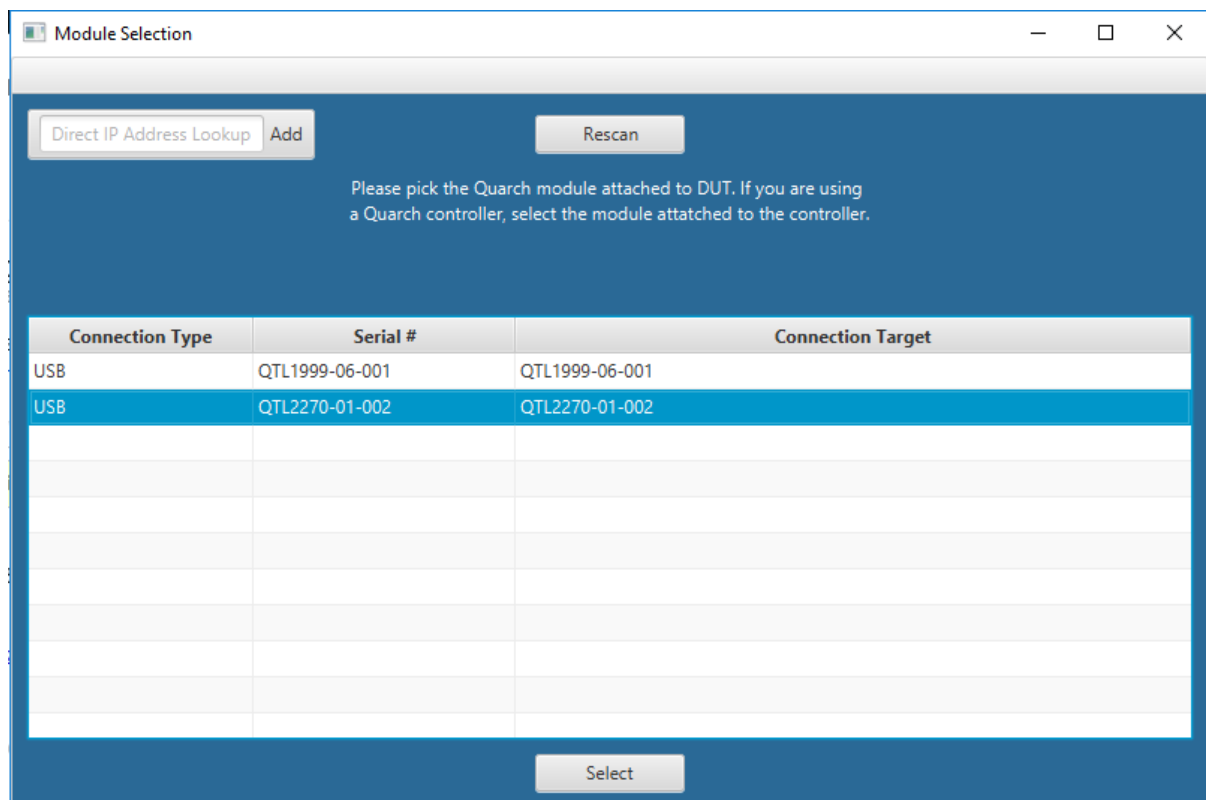 Module Selection
Direct IP Address Lookup Add Rescan
Please pick the Quarch module attached to DUT. If you are using
a Quarch controller, select the module attatched to the controller.
Connection Type Serial # Connection Target
USB QTL1999-06-001 QTL1999-06-001
USB QTL2270-01-002 QTL2270-01-002
Select